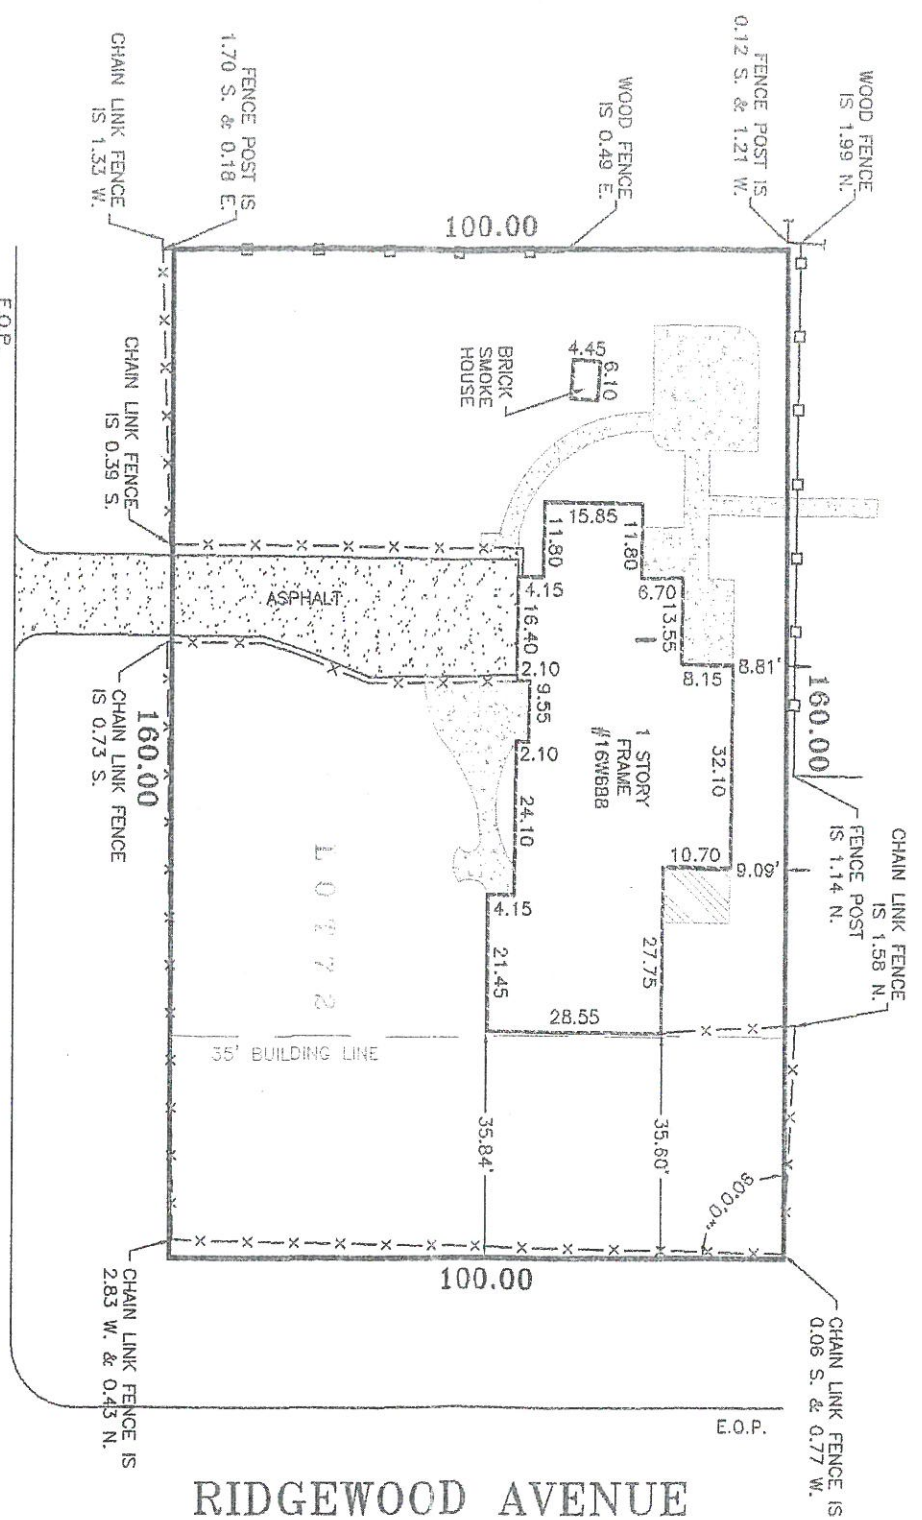 WOOD FENCE
IS 1.99 N.
FENCE POST IS
0.12 S. & 1.21 W.
WOOD FENCE
IS 0.49 E.
FENCE POST IS
1.70 S. & 0.18 E.
CHAIN LINK FENCE
IS 1.33 W.
100.00
BRICK
SMOKE
HOUSE
4.45
6.10
CHAIN LINK FENCE
IS 0.39 S.
E.O.P.
ASPHALT
15.85
11.80
11.80
4.15
6.70
16.40
13.55
2.10
8.15
8.81'
9.55
2.10
160.00
1 STORY
FRAME
#16W688
32.10
24.10
10.70
9.09'
4.15
27.75
21.45
28.55
CHAIN LINK FENCE
IS 0.73 S.
160.00
FENCE POST
IS 1.14 N.
CHAIN LINK FENCE
IS 1.58 N.
LOT 72
35' BUILDING LINE
35.84'
35.60'
100.00
CHAIN LINK FENCE IS
2.83 W. & 0.43 N.
CHAIN LINK FENCE IS
0.06 S. & 0.77 W.
E.O.P.
RIDGEWOOD AVENUE